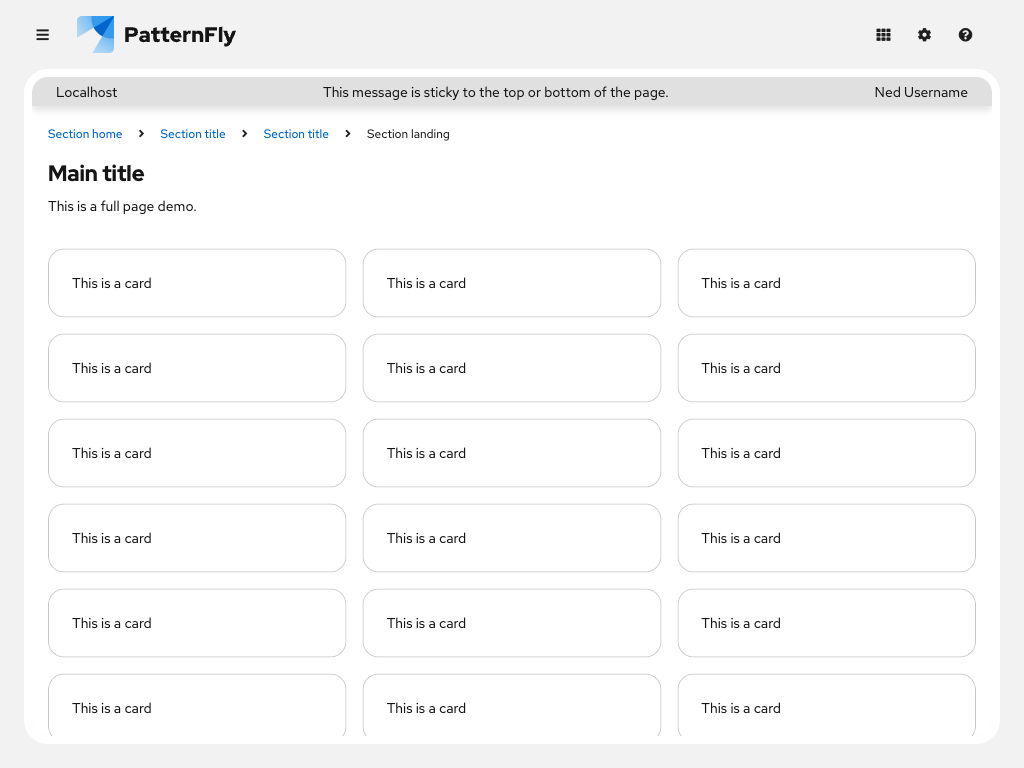 PatternFly
Localhost This message is sticky to the top or bottom of the page. Ned Username
Section home Section title Section title Section landing
Main title
This is a full page demo.
This is a card This is a card This is a card
This is a card This is a card This is a card
This is a card This is a card This is a card
This is a card This is a card This is a card
This is a card This is a card This is a card
This is a card This is a card This is a card